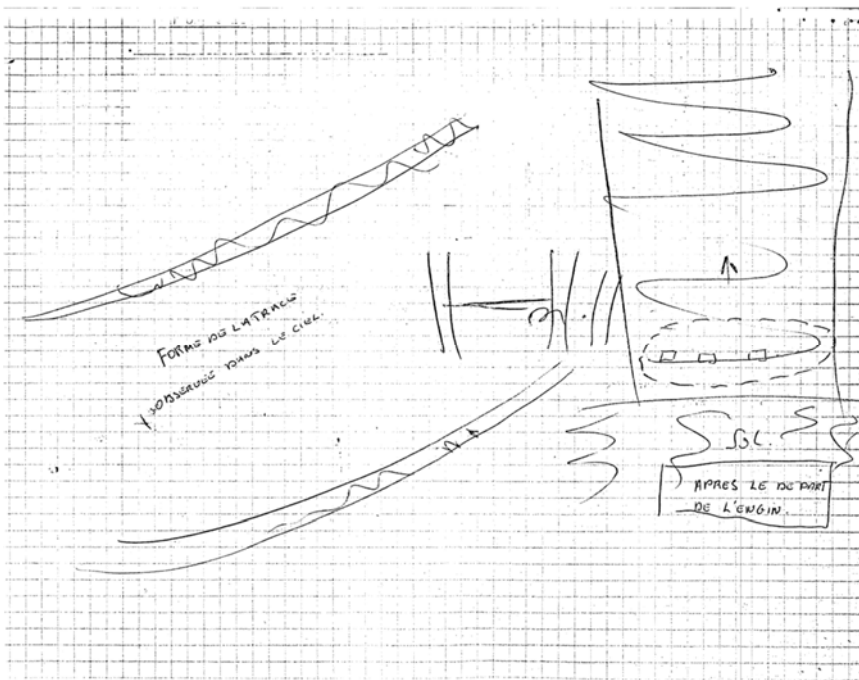 FORME DE LA TRACE
OBSERVEE DANS LE CIEL.
SOL.
APRES LE DEPART
DE L'ENGIN.